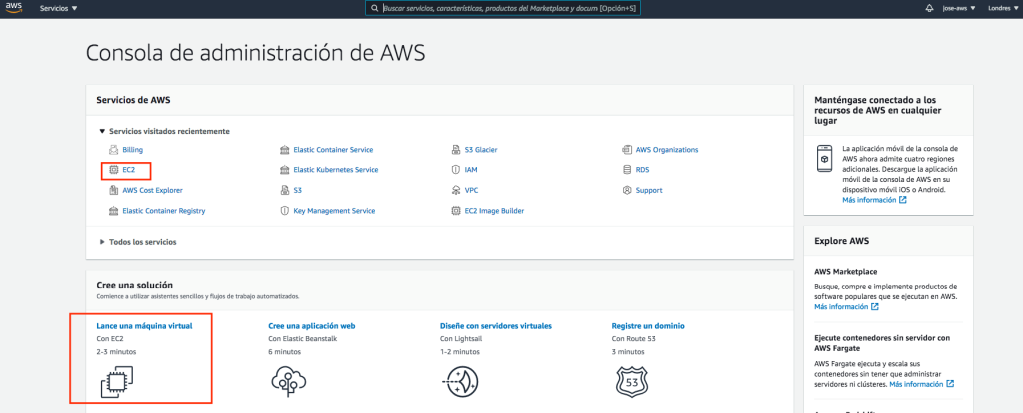 aws Servicios ▼ Buscar servicios, características, productos del Marketplace y docum [Opción+S] jose-aws ▼ Londres ▼
Consola de administración de AWS
Servicios de AWS
▼ Servicios visitados recientemente
Billing
Elastic Container Service
S3 Glacier
AWS Organizations
EC2
Elastic Kubernetes Service
IAM
RDS
AWS Cost Explorer
S3
VPC
Support
Elastic Container Registry
Key Management Service
EC2 Image Builder
▶ Todos los servicios
Cree una solución
Comience a utilizar asistentes sencillos y flujos de trabajo automatizados.
Lance una máquina virtual
Con EC2
2-3 minutos
Cree una aplicación web
Con Elastic Beanstalk
6 minutos
Diseñe con servidores virtuales
Con Lightsail
1-2 minutos
Registre un dominio
Con Route 53
3 minutos
53
Manténgase conectado a los
recursos de AWS en cualquier
lugar
La aplicación móvil de la consola de
AWS ahora admite cuatro regiones
adicionales. Descargue la aplicación
móvil de la consola de AWS en su
dispositivo móvil iOS o Android.
Más información
Explore AWS
AWS Marketplace
Busque, compre e implemente productos de
software populares que se ejecutan en AWS.
Más información
Ejecute contenedores sin servidor con
AWS Fargate
AWS Fargate ejecuta y escala sus
contenedores sin tener que administrar
servidores ni clústeres. Más información